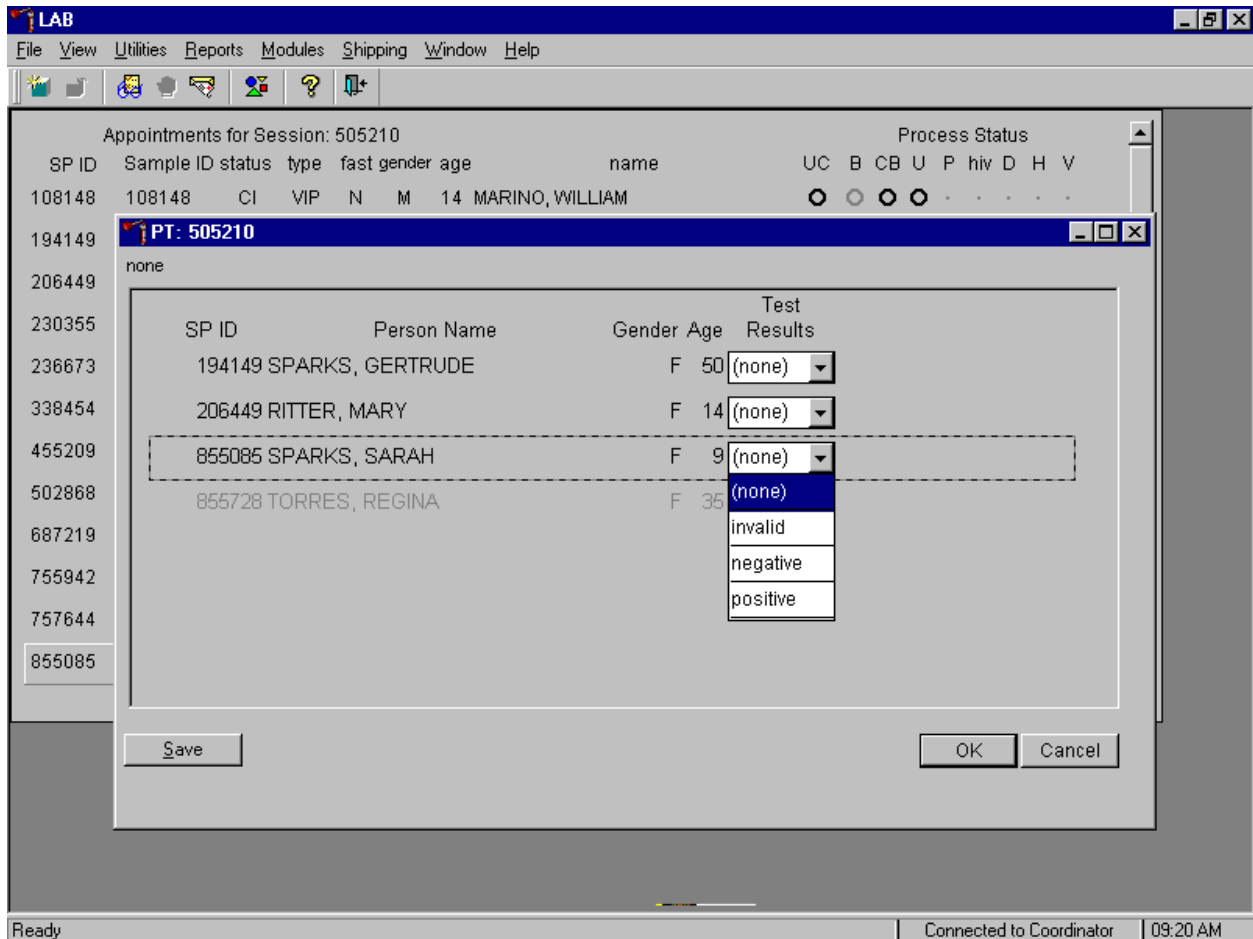 LAB
File View Utilities Reports Modules Shipping Window Help
Appointments for Session: 505210 Process Status
SP ID Sample ID status type fast gender age name UC B CB U P hiv D H V
108148 108148 CI VIP N M 14 MARINO, WILLIAM
194149
PT: 505210
none
206449
230355
236673
338454
455209
502868
687219
755942
757644
855085
Test
SP ID Person Name Gender Age Results
194149 SPARKS, GERTRUDE F 50 (none)
206449 RITTER, MARY F 14 (none)
855085 SPARKS, SARAH F 9 (none)
855728 TORRES, REGINA F 35
(none)
invalid
negative
positive
Save OK Cancel
Ready Connected to Coordinator 09:20 AM